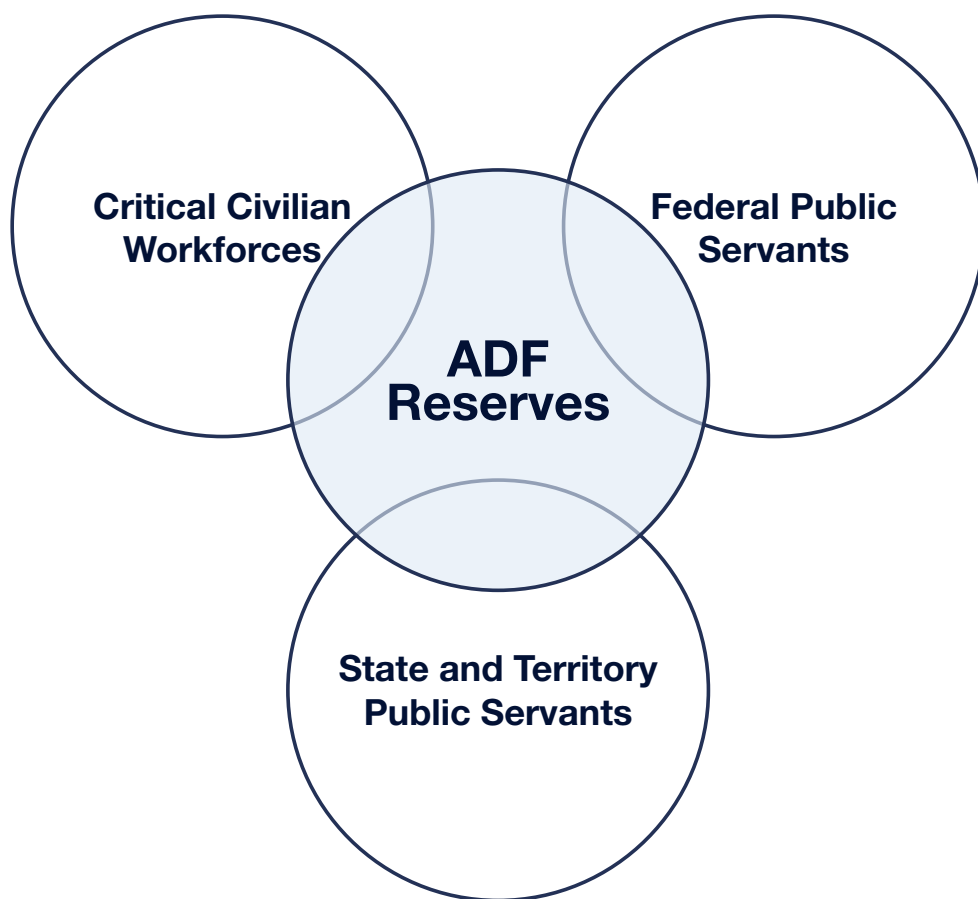 Critical Civilian
Workforces
Federal Public
Servants
ADF
Reserves
State and Territory
Public Servants